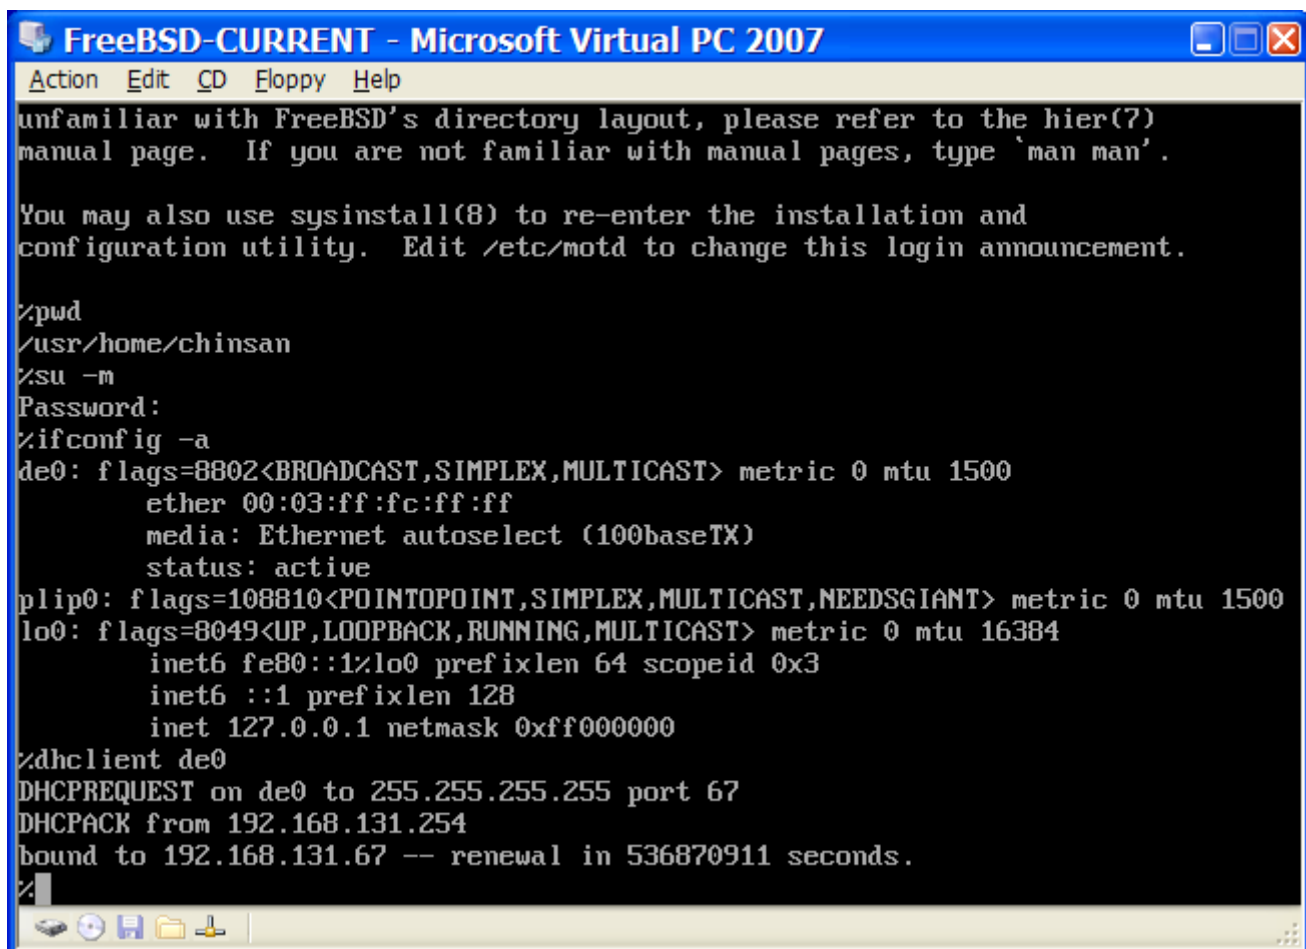 FreeBSD-CURRENT - Microsoft Virtual PC 2007
Action Edit CD Floppy Help
unfamiliar with FreeBSD's directory layout, please refer to the hier(7)
manual page.  If you are not familiar with manual pages, type `man man'.
You may also use sysinstall(8) to re-enter the installation and
configuration utility.  Edit /etc/motd to change this login announcement.
%pwd
/usr/home/chinsan
%su -m
Password:
%ifconfig -a
de0: flags=8802<BROADCAST,SIMPLEX,MULTICAST> metric 0 mtu 1500
        ether 00:03:ff:fc:ff:ff
        media: Ethernet autoselect (100baseTX)
        status: active
plip0: flags=108810<POINTOPOINT,SIMPLEX,MULTICAST,NEEDSGIANT> metric 0 mtu 1500
lo0: flags=8049<UP,LOOPBACK,RUNNING,MULTICAST> metric 0 mtu 16384
        inet6 fe80::1%lo0 prefixlen 64 scopeid 0x3
        inet6 ::1 prefixlen 128
        inet 127.0.0.1 netmask 0xff000000
%dhclient de0
DHCPREQUEST on de0 to 255.255.255.255 port 67
DHCPACK from 192.168.131.254
bound to 192.168.131.67 -- renewal in 536870911 seconds.
%